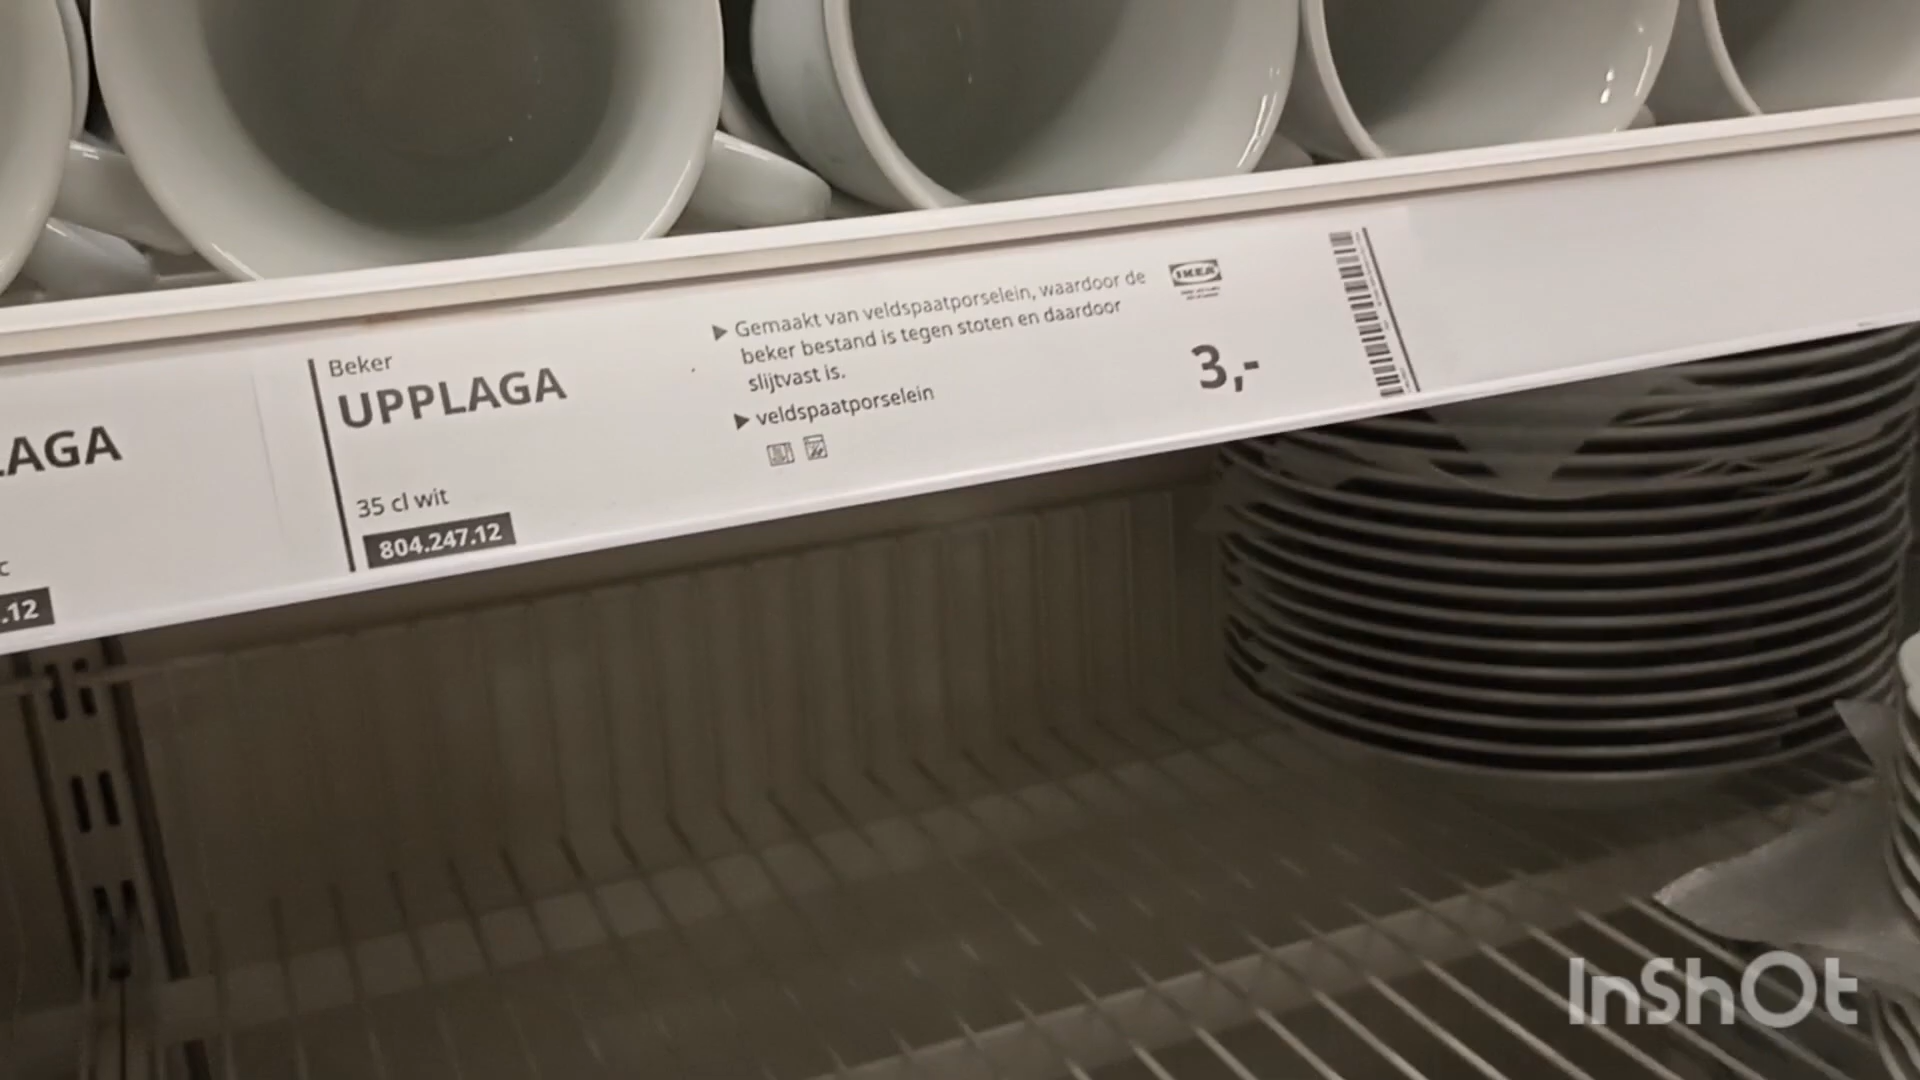 LAGA
c
.12
Beker
UPPLAGA
35 cl wit
804.247.12
▶ Gemaakt van veldspaatporselein, waardoor de
beker bestand is tegen stoten en daardoor
slijtvast is.
▶ veldspaatporselein
IKEA
3,-
InShOt